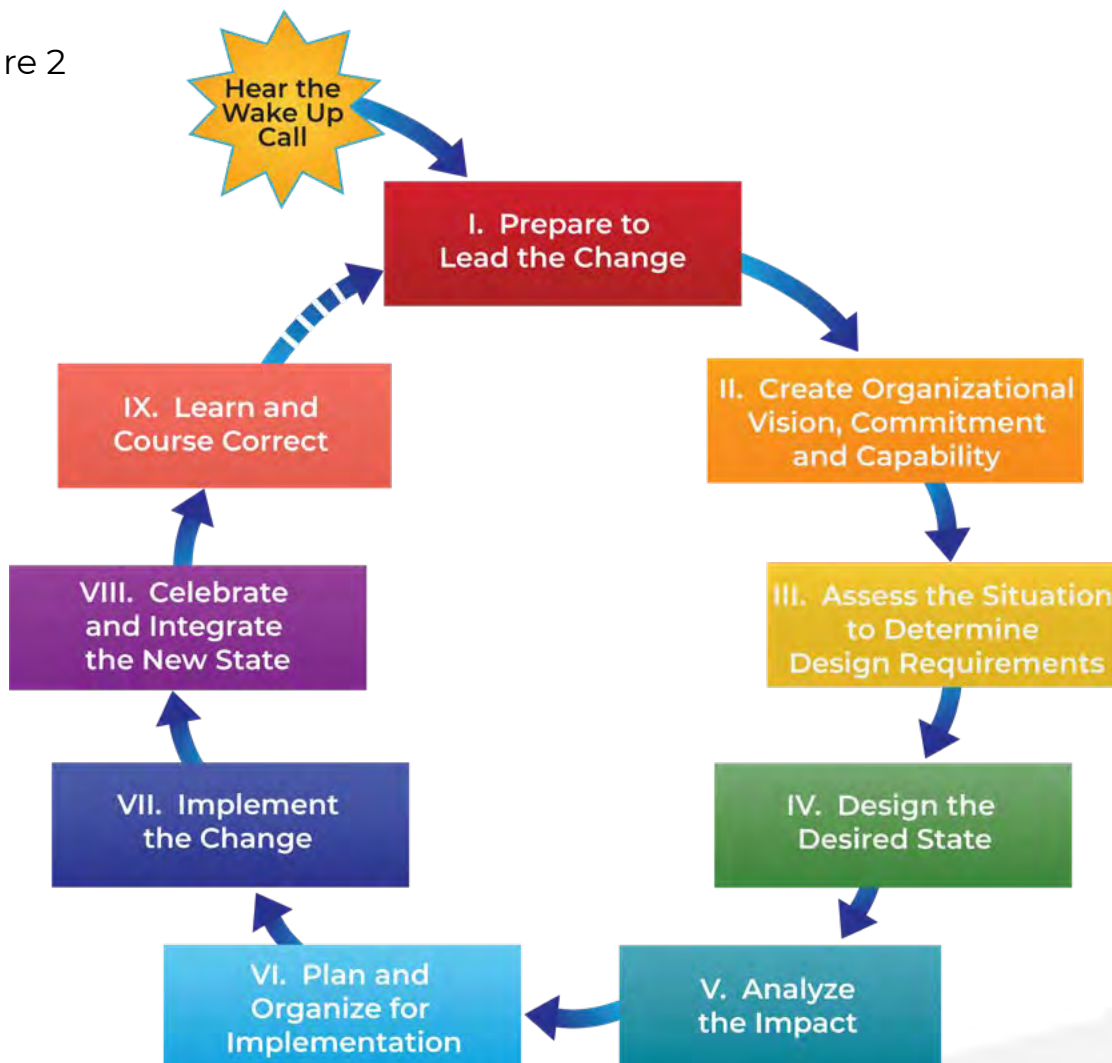 re 2
Hear the
Wake Up
Call
I. Prepare to
Lead the Change
II. Create Organizational
Vision, Commitment
and Capability
III. Assess the Situation
to Determine
Design Requirements
IV. Design the
Desired State
V. Analyze
the Impact
VI. Plan and
Organize for
Implementation
VII. Implement
the Change
VIII. Celebrate
and Integrate
the New State
IX. Learn and
Course Correct